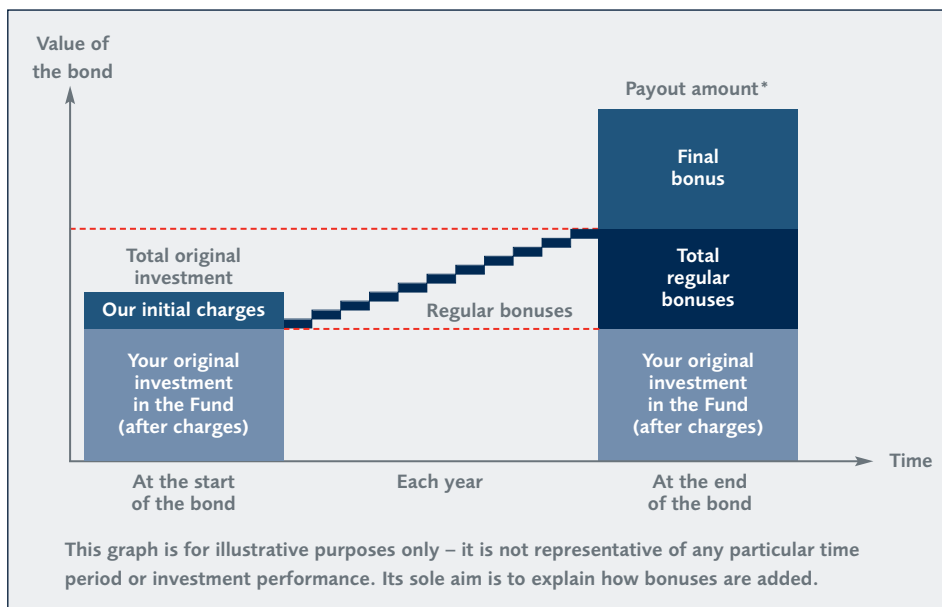 Value of
the bond
Payout amount*
Final
bonus
Total original
investment
Total
regular
bonuses
Our initial charges
Regular bonuses
Your original
investment
in the Fund
(after charges)
Your original
investment
in the Fund
(after charges)
Time
At the start
of the bond
Each year
At the end
of the bond
This graph is for illustrative purposes only – it is not representative of any particular time
period or investment performance. Its sole aim is to explain how bonuses are added.